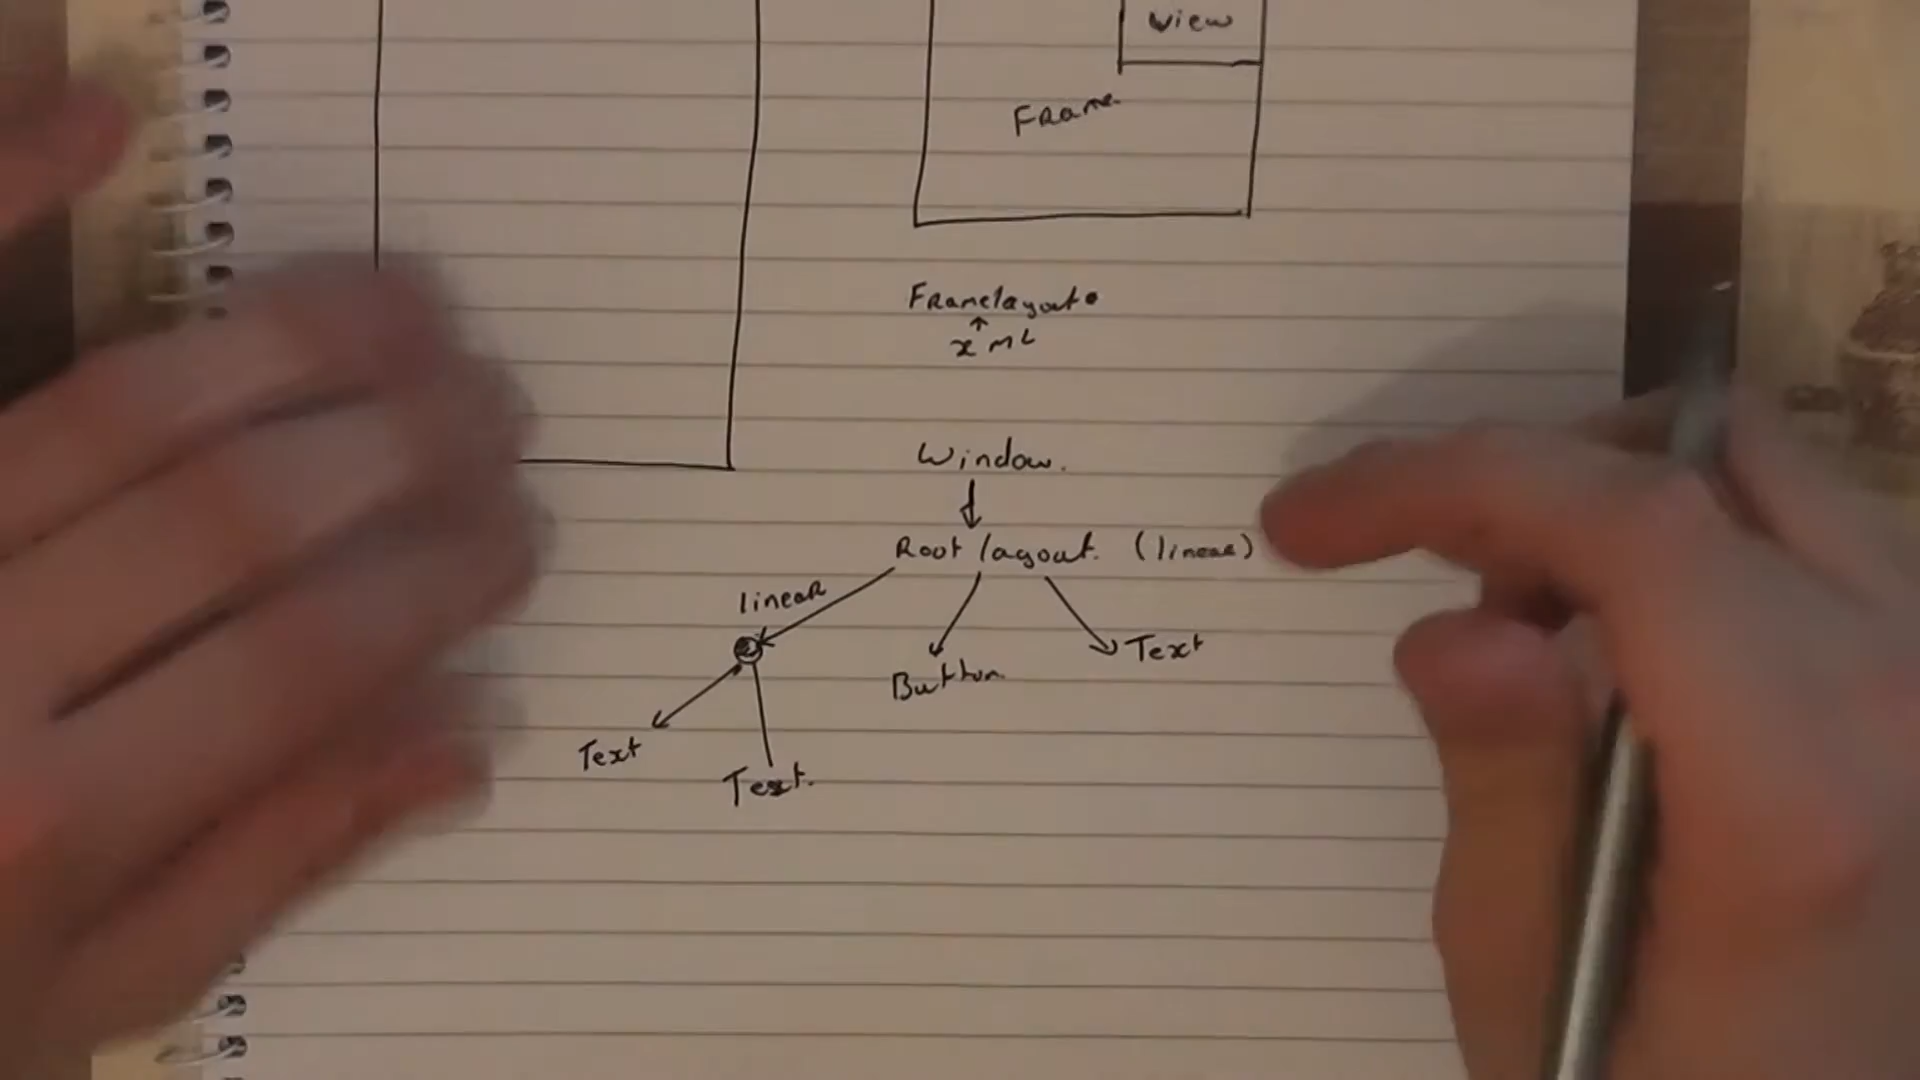 View
Frame.
Framelayout
xmL
Window.
Root layout. (linear)
linear
Button
Text
Text
Text.